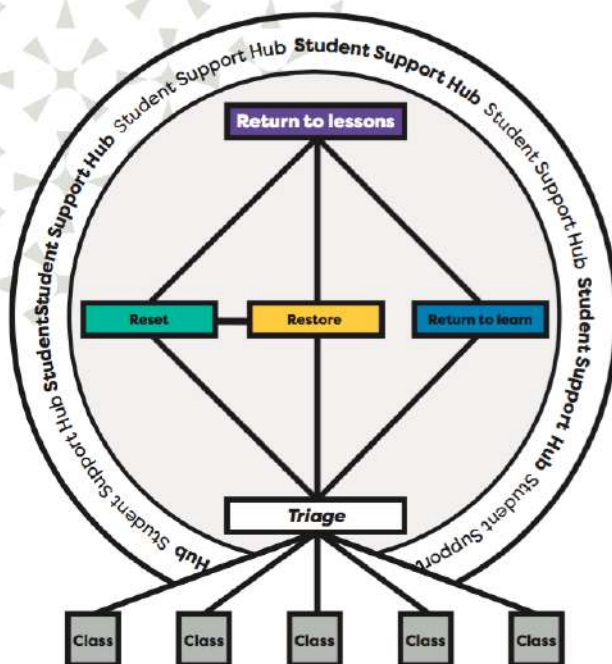 Student Support Hub Student Support Hub Student Support Hub Student Support Hub Student Support Hub Student Support
Student Student Support Hub Student Support Hub
Return to lessons
Reset
Restore
Return to learn
Triage
Class
Class
Class
Class
Class